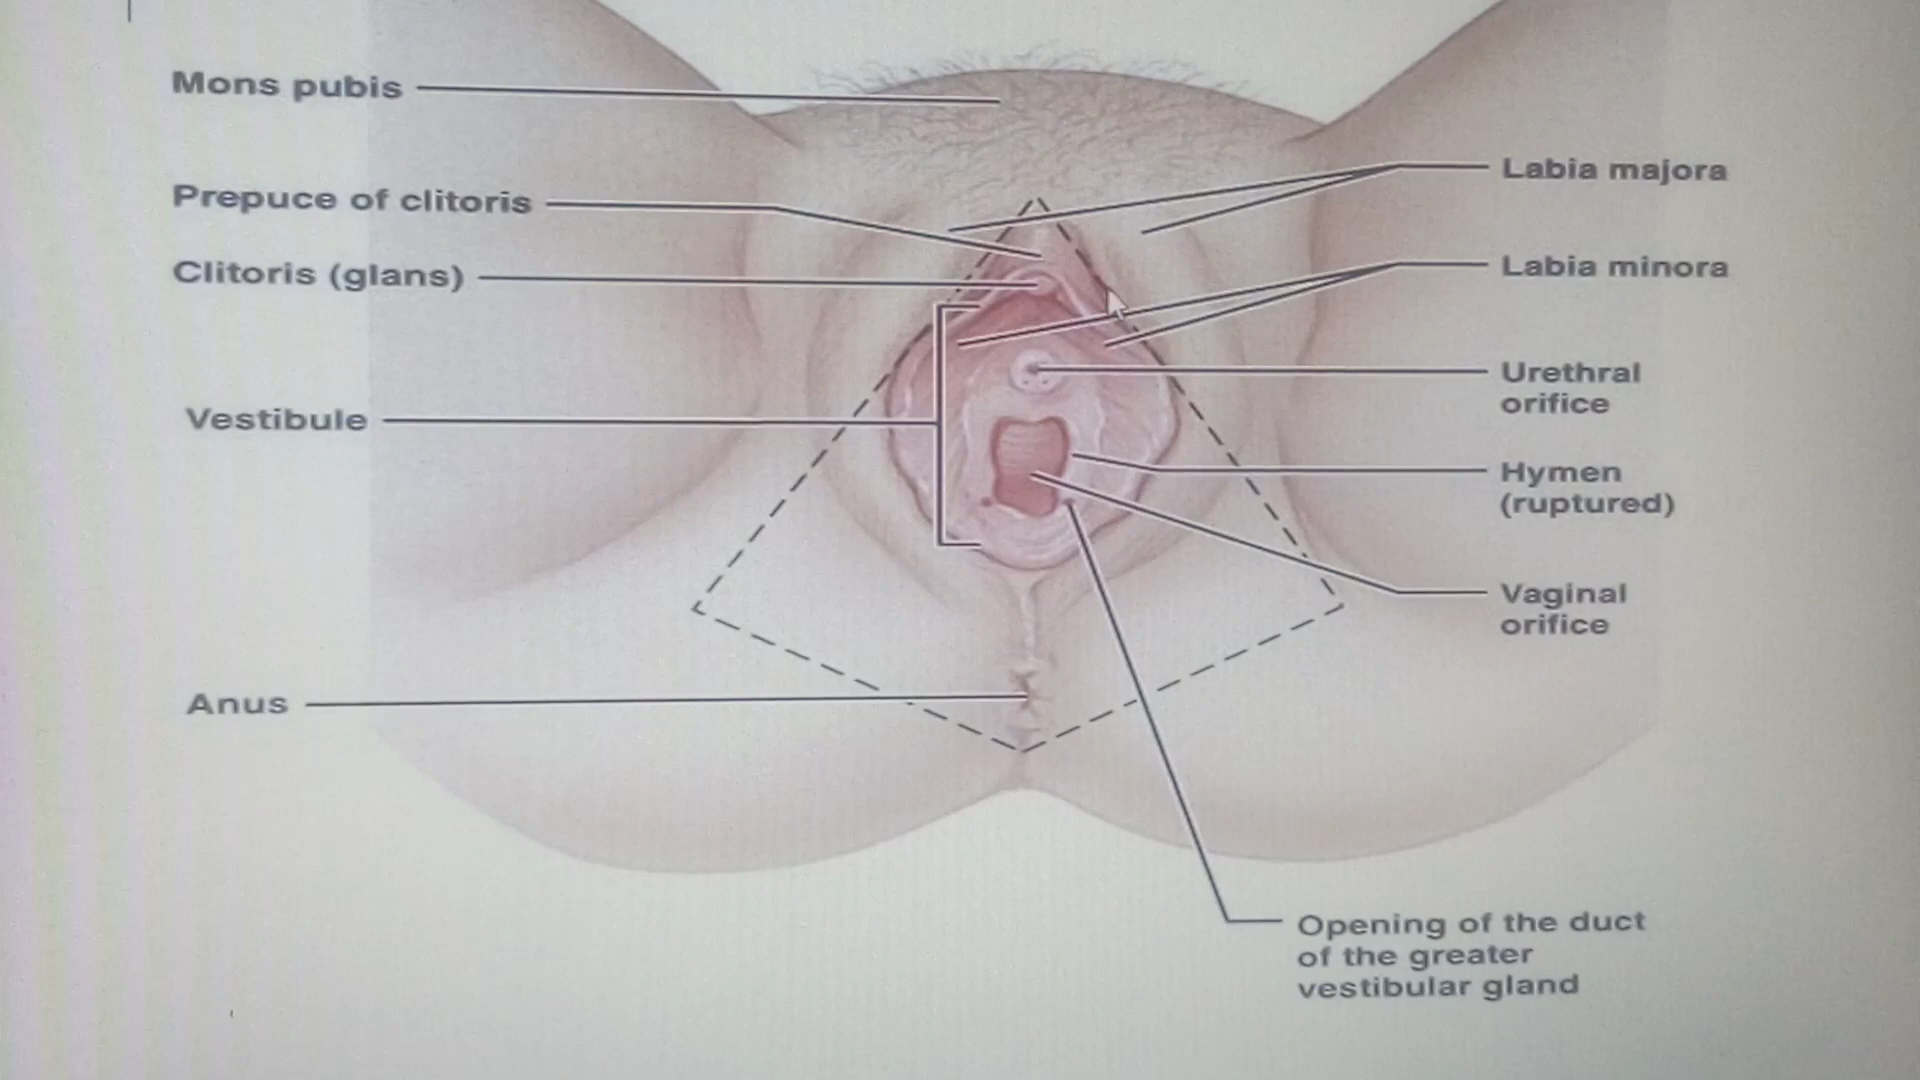 Mons pubis
Prepuce of clitoris
Clitoris (glans)
Vestibule
Anus
Labia majora
Labia minora
Urethral
orifice
Hymen
(ruptured)
Vaginal
orifice
Opening of the duct
of the greater
vestibular gland